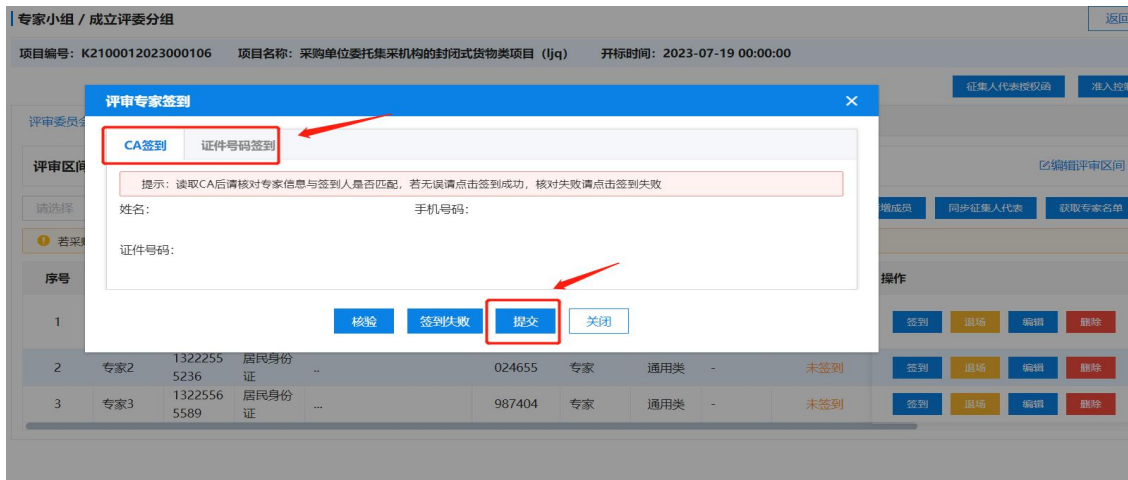 专家小组 / 成立评委分组
返回
项目编号：K2100012023000106 项目名称：采购单位委托集采机构的封闭式货物类项目（ljq） 开标时间：2023-07-19 00:00:00
征集人代表授权函 准入控
评审专家签到 ×
评审委员会
CA签到 证件号码签到
评审区间 编辑评审区间
提示：读取CA后请核对专家信息与签到人是否匹配，若无误请点击签到成功，核对失败请点击签到失败
请选择 姓名： 手机号码： 增成员 同步征集人代表 获取专家名单
若采购
证件号码：
序号 操作
1 核验 签到失败 提交 关闭 签到 退场 编辑 删除
2 专家2 1322255 5236 居民身份证 .. 024655 专家 通用类 - 未签到 签到 退场 编辑 删除
3 专家3 1322556 5589 居民身份证 ... 987404 专家 通用类 - 未签到 签到 退场 编辑 删除